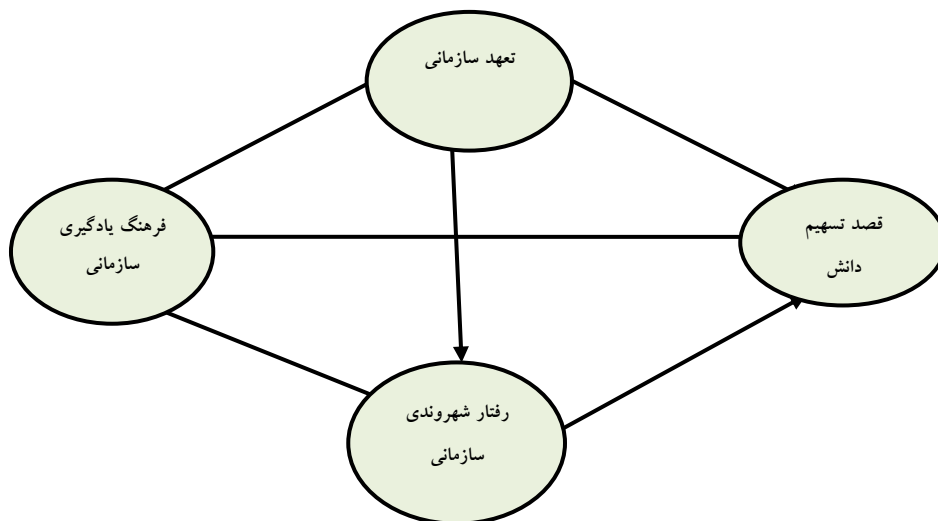 تعهد سازمانی
فرهنگ یادگیری
سازمانی
قصد تسهیم
دانش
رفتار شهروندی
سازمانی